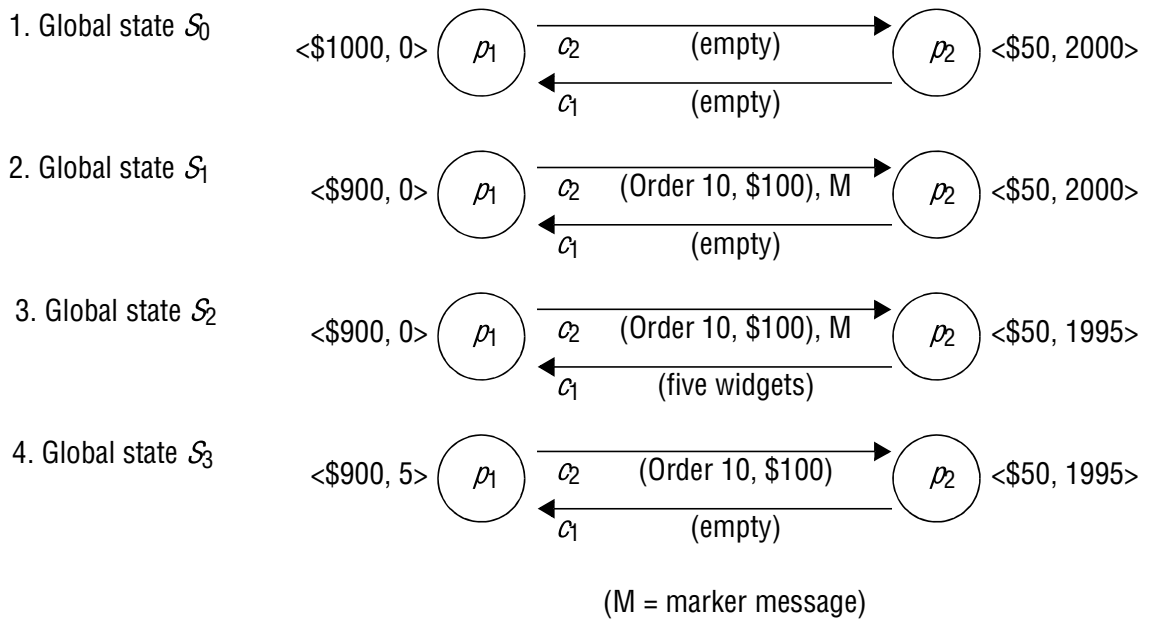 1. Global state S0
<$1000, 0> p1 c2 (empty) p2 <$50, 2000>
c1 (empty)
2. Global state S1
<$900, 0> p1 c2 (Order 10, $100), M p2 <$50, 2000>
c1 (empty)
3. Global state S2
<$900, 0> p1 c2 (Order 10, $100), M p2 <$50, 1995>
c1 (five widgets)
4. Global state S3
<$900, 5> p1 c2 (Order 10, $100) p2 <$50, 1995>
c1 (empty)
(M = marker message)